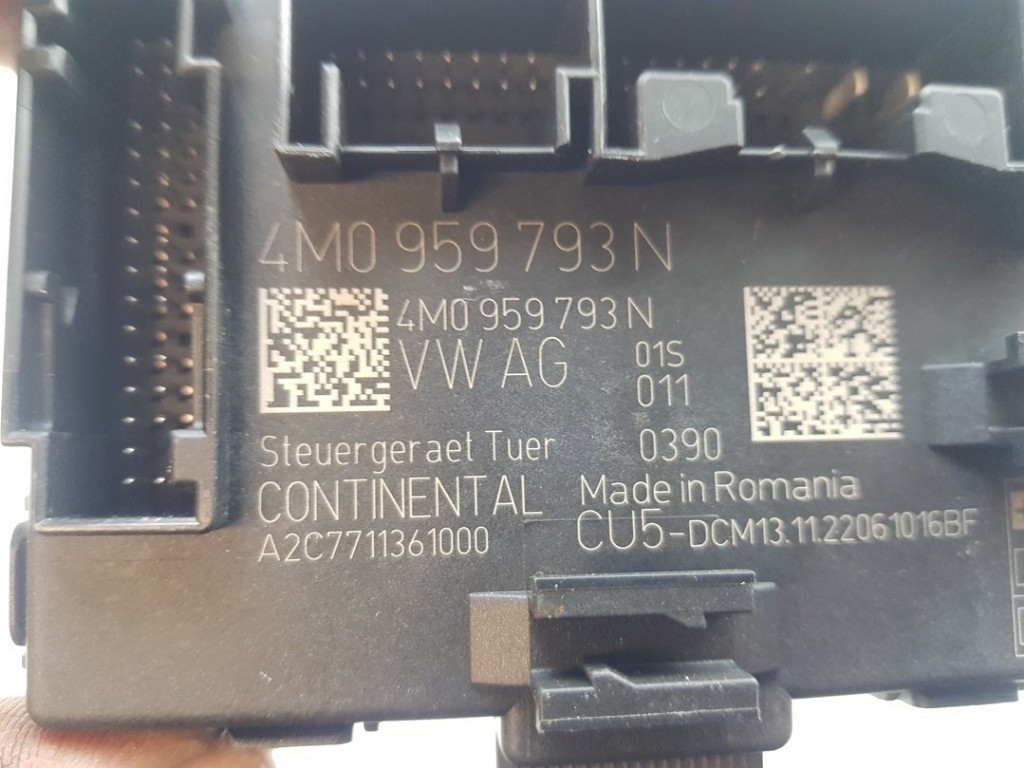 4M0 959 793 N
4M0 959 793 N
VW AG
01S
011
Steuergeraet Tuer
0390
CONTINENTAL
Made in Romania
A2C7711361000
CU5-DCM13.11.22061016BF